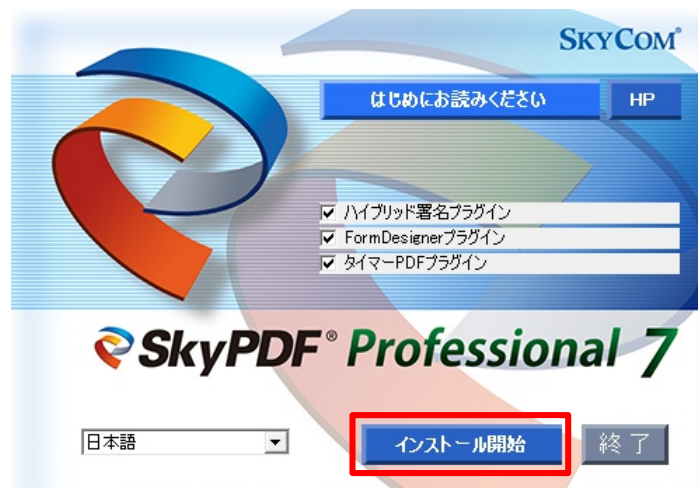 SKYCOM®
はじめにお読みください HP
ハイブリッド署名プラグイン
FormDesignerプラグイン
タイマーPDFプラグイン
SkyPDF® Professional 7
日本語 インストール開始 終了